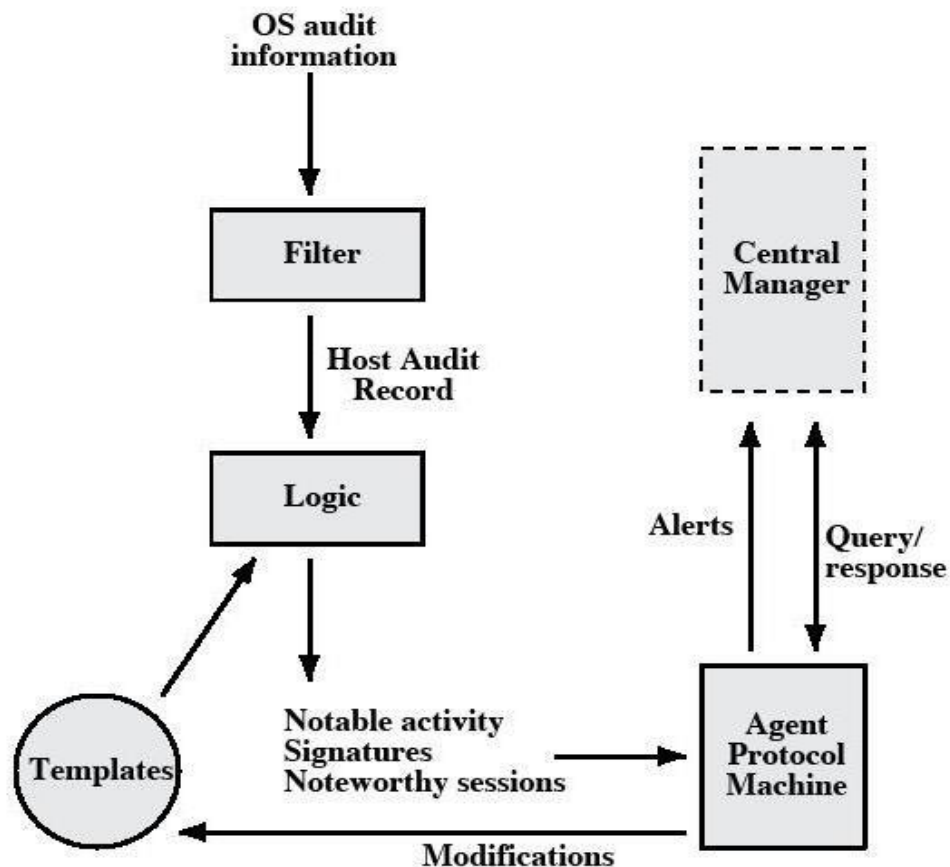 OS audit
information
Filter
Host Audit
Record
Logic
Templates
Notable activity
Signatures
Noteworthy sessions
Modifications
Central
Manager
Alerts
Query/
response
Agent
Protocol
Machine